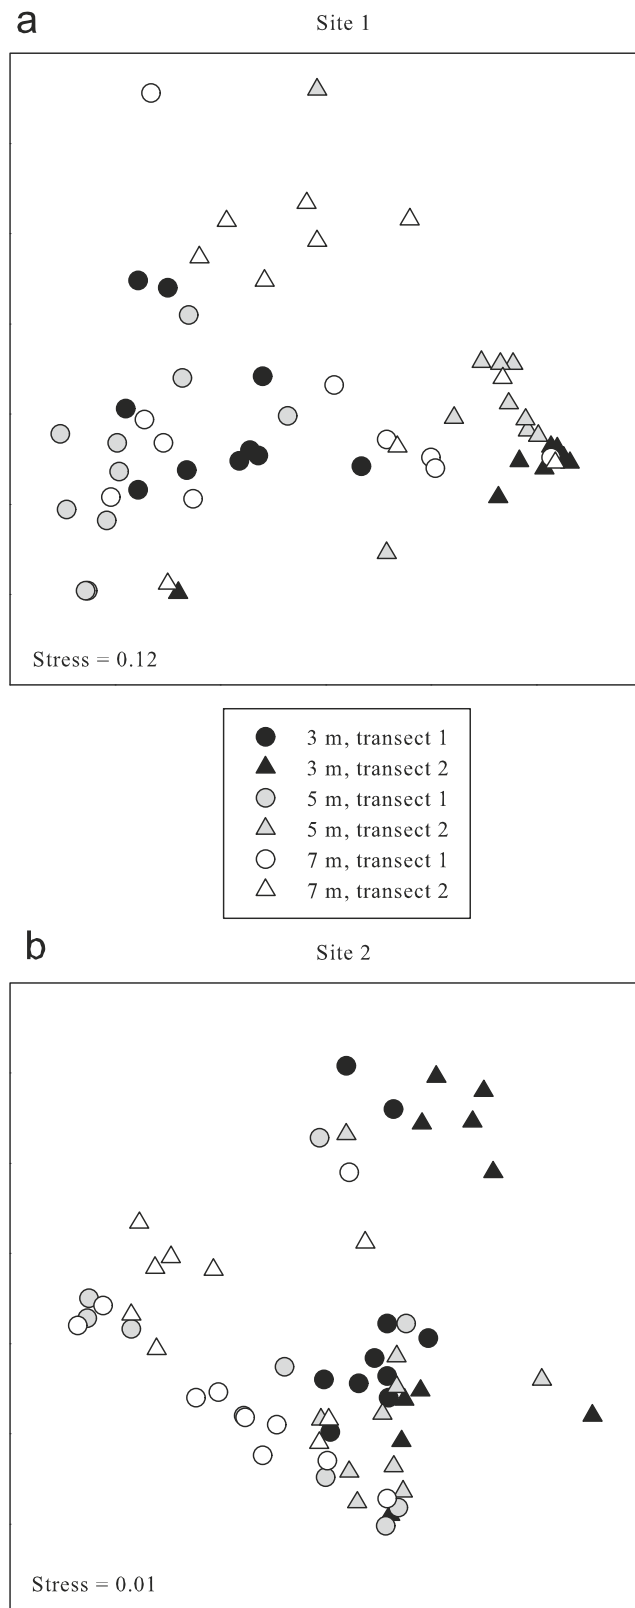 a
Site 1
Stress = 0.12
3 m, transect 1
3 m, transect 2
5 m, transect 1
5 m, transect 2
7 m, transect 1
7 m, transect 2
b
Site 2
Stress = 0.01